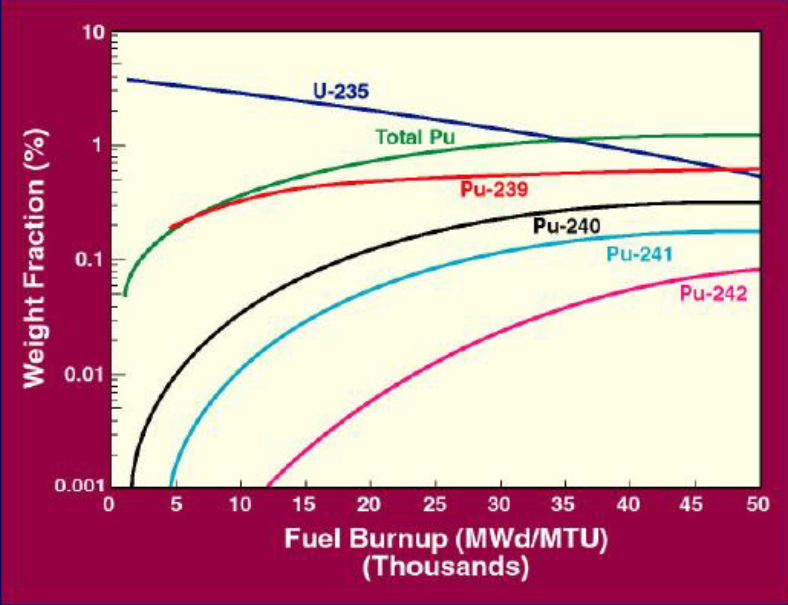 10
U-235
Total Pu
1
Pu-239
Pu-240
Pu-241
0.1
Pu-242
0.01
0.001
0 5 10 15 20 25 30 35 40 45 50
Weight Fraction (%)
Fuel Burnup (MWd/MTU)
(Thousands)